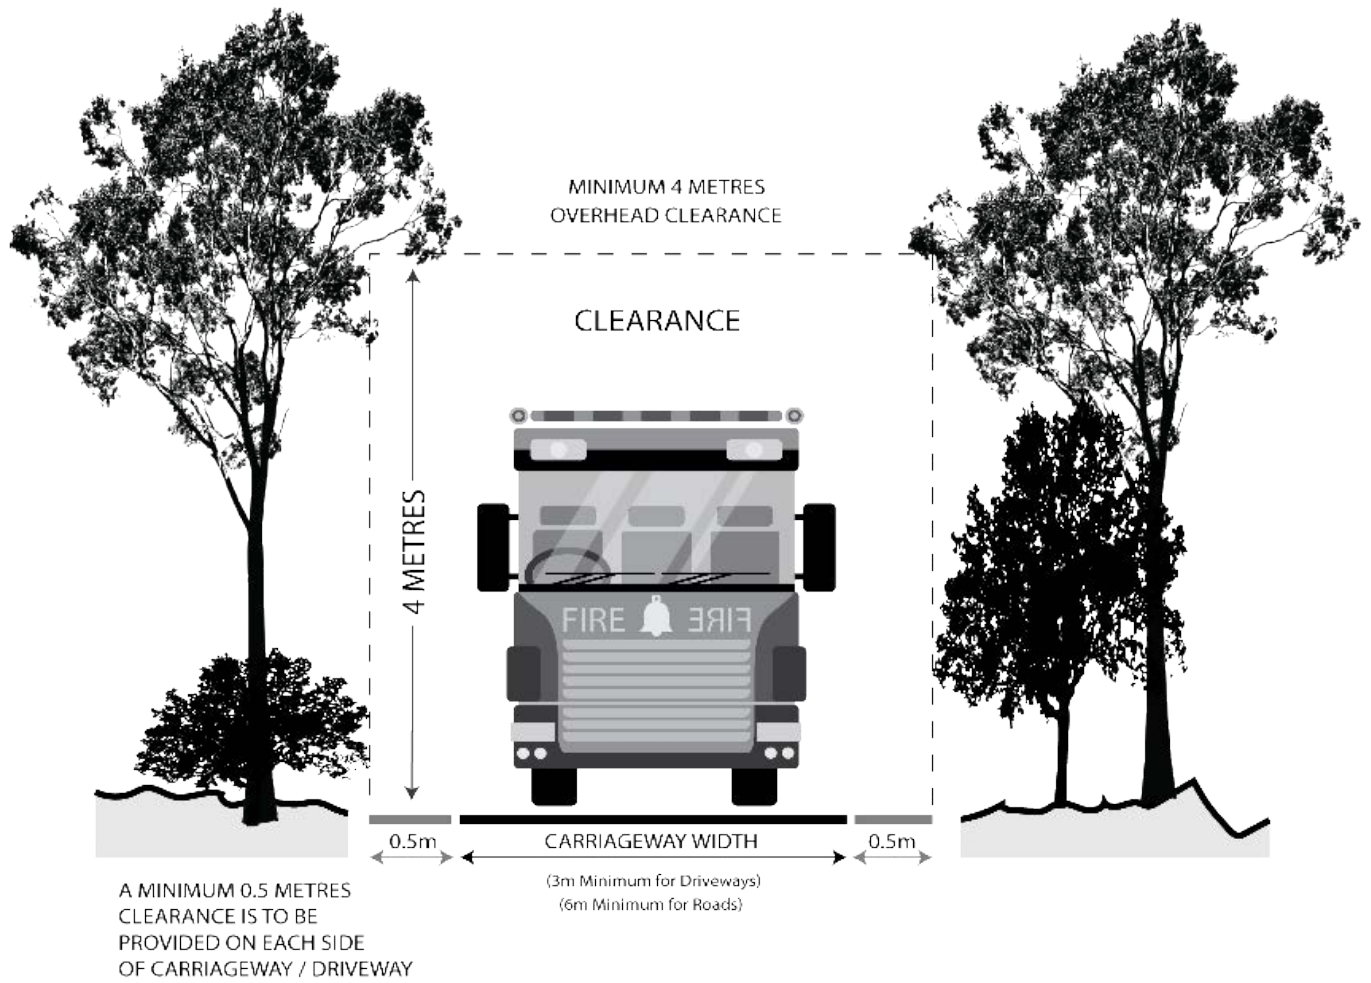 MINIMUM 4 METRES
OVERHEAD CLEARANCE
CLEARANCE
4 METRES
FIRE FIRE
0.5m
CARRIAGEWAY WIDTH
0.5m
(3m Minimum for Driveways)
(6m Minimum for Roads)
A MINIMUM 0.5 METRES
CLEARANCE IS TO BE
PROVIDED ON EACH SIDE
OF CARRIAGEWAY / DRIVEWAY